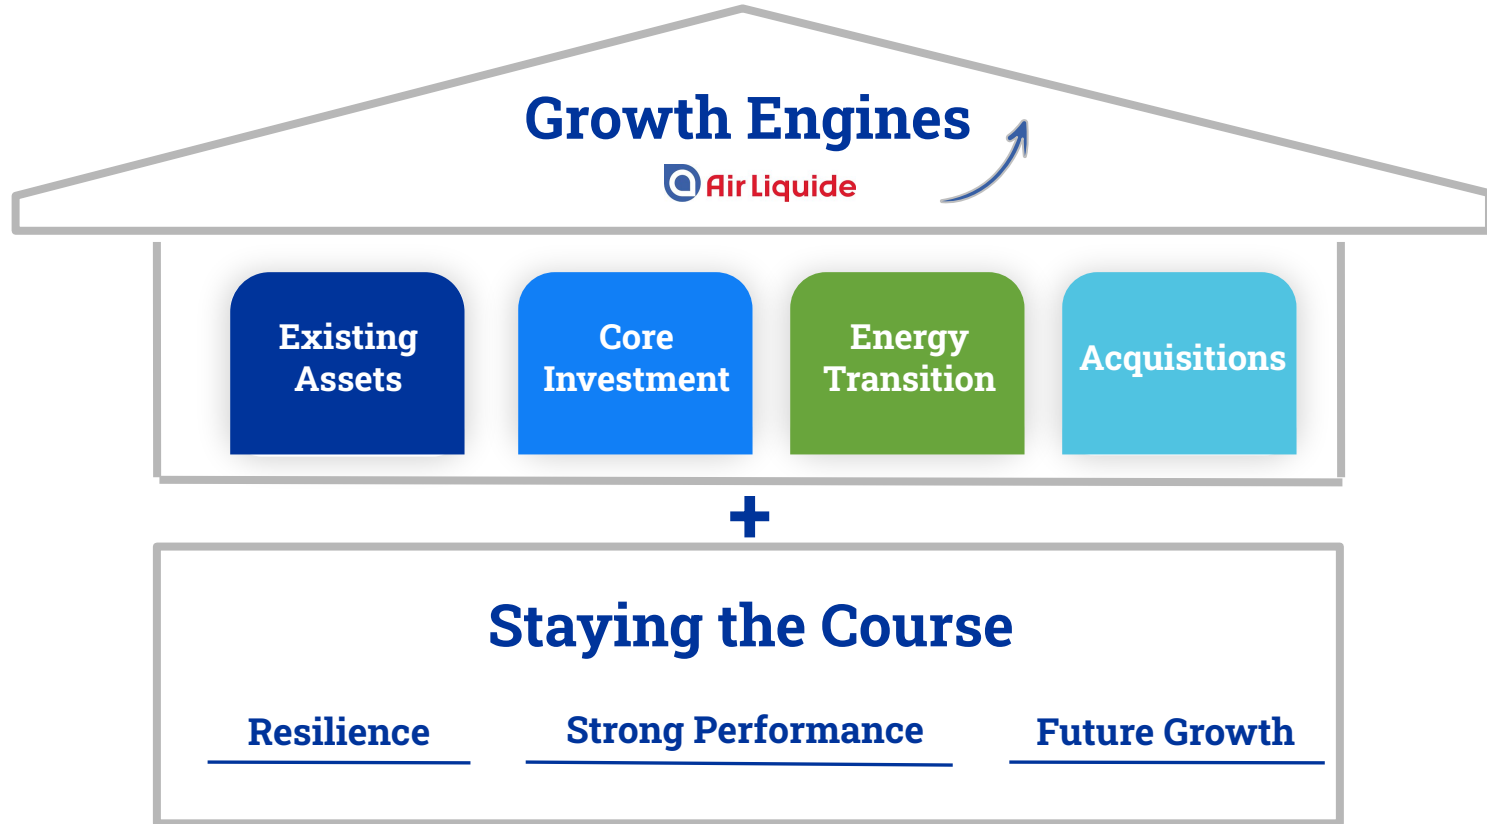 Growth Engines
Air Liquide
Existing
Assets
Core
Investment
Energy
Transition
Acquisitions
+
Staying the Course
Resilience
Strong Performance
Future Growth